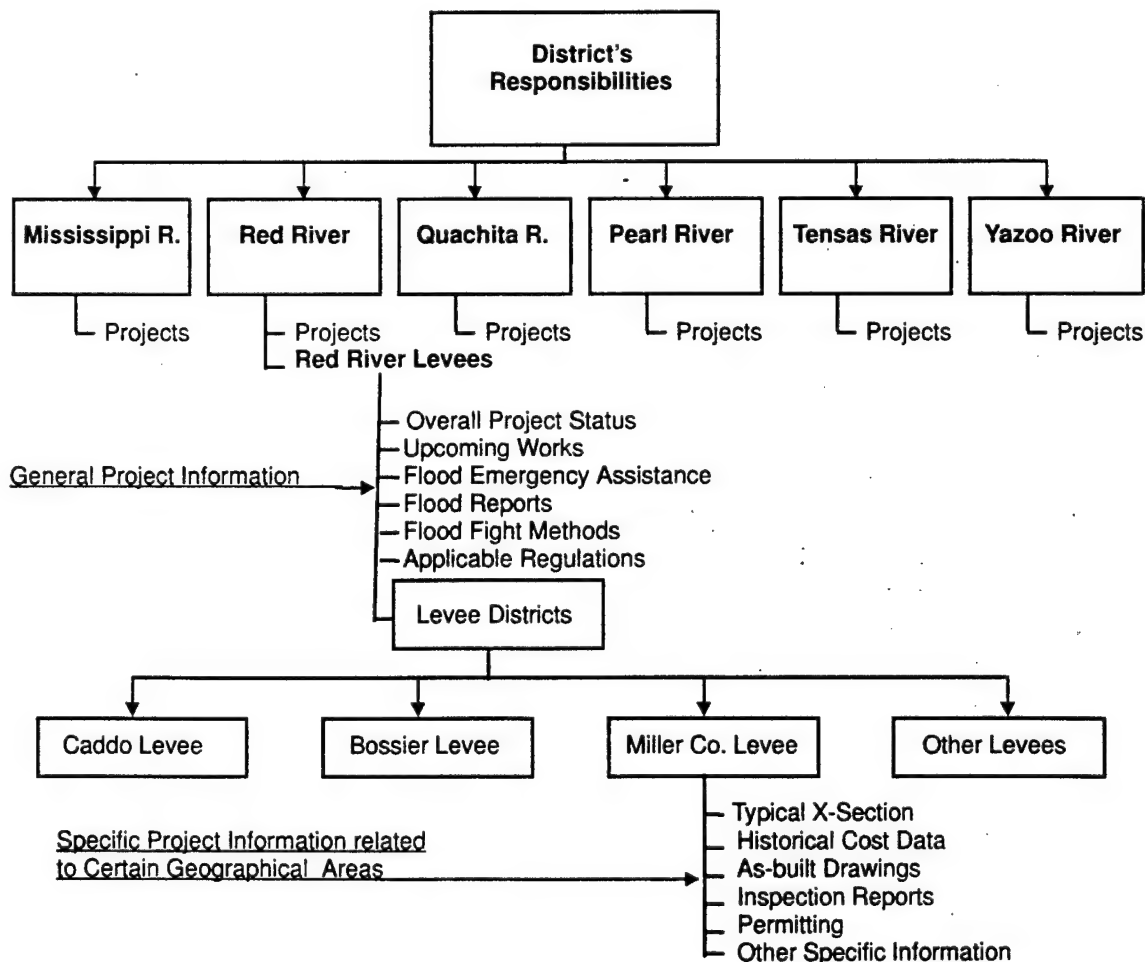 District's
Responsibilities
Mississippi R.
Red River
Quachita R.
Pearl River
Tensas River
Yazoo River
Projects
Projects
Projects
Projects
Projects
Projects
Red River Levees
Overall Project Status
Upcoming Works
General Project Information
Flood Emergency Assistance
Flood Reports
Flood Fight Methods
Applicable Regulations
Levee Districts
Caddo Levee
Bossier Levee
Miller Co. Levee
Other Levees
Specific Project Information related
to Certain Geographical Areas
Typical X-Section
Historical Cost Data
As-built Drawings
Inspection Reports
Permitting
Other Specific Information